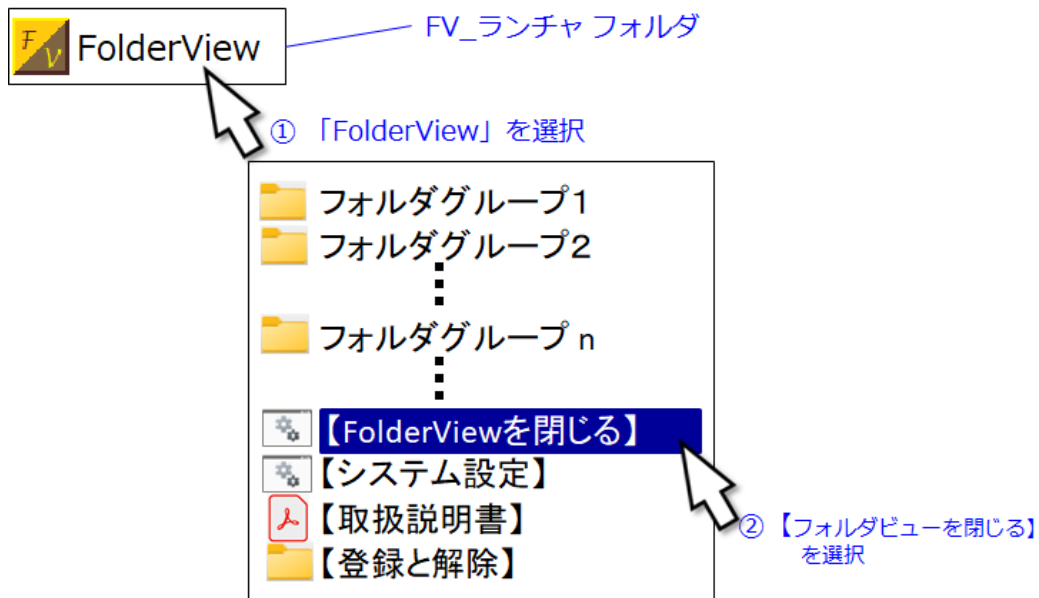 FV FolderView
FV_ランチャ フォルダ
① 「FolderView」を選択
フォルダグループ1
フォルダグループ2
フォルダグループ n
【FolderViewを閉じる】
【システム設定】
【取扱説明書】
【登録と解除】
② 【フォルダビューを閉じる】
を選択